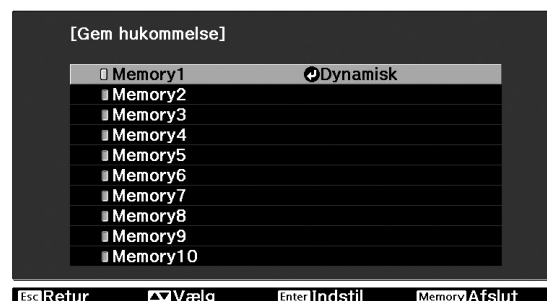 [Gem hukommelse]
Memory1 Dynamisk
Memory2
Memory3
Memory4
Memory5
Memory6
Memory7
Memory8
Memory9
Memory10
Esc Retur Vælg Enter Indstil Memory Afslut